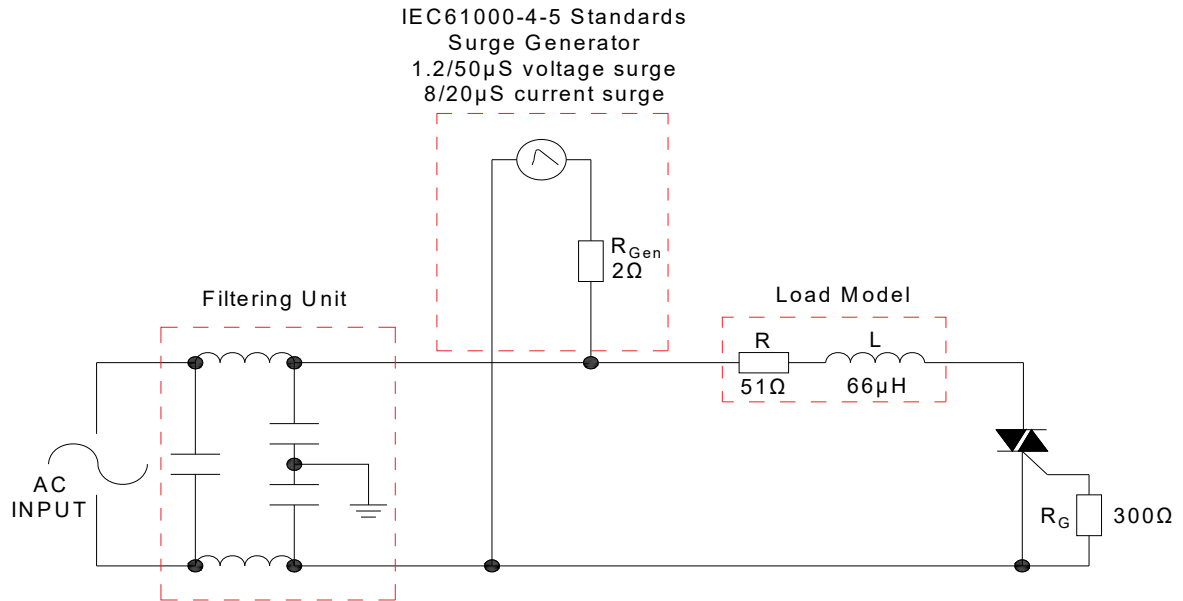 IEC61000-4-5 Standards
Surge Generator
1.2/50µS voltage surge
8/20µS current surge
RGen
2Ω
Filtering Unit
Load Model
R
L
51Ω
66µH
AC
INPUT
RG
300Ω